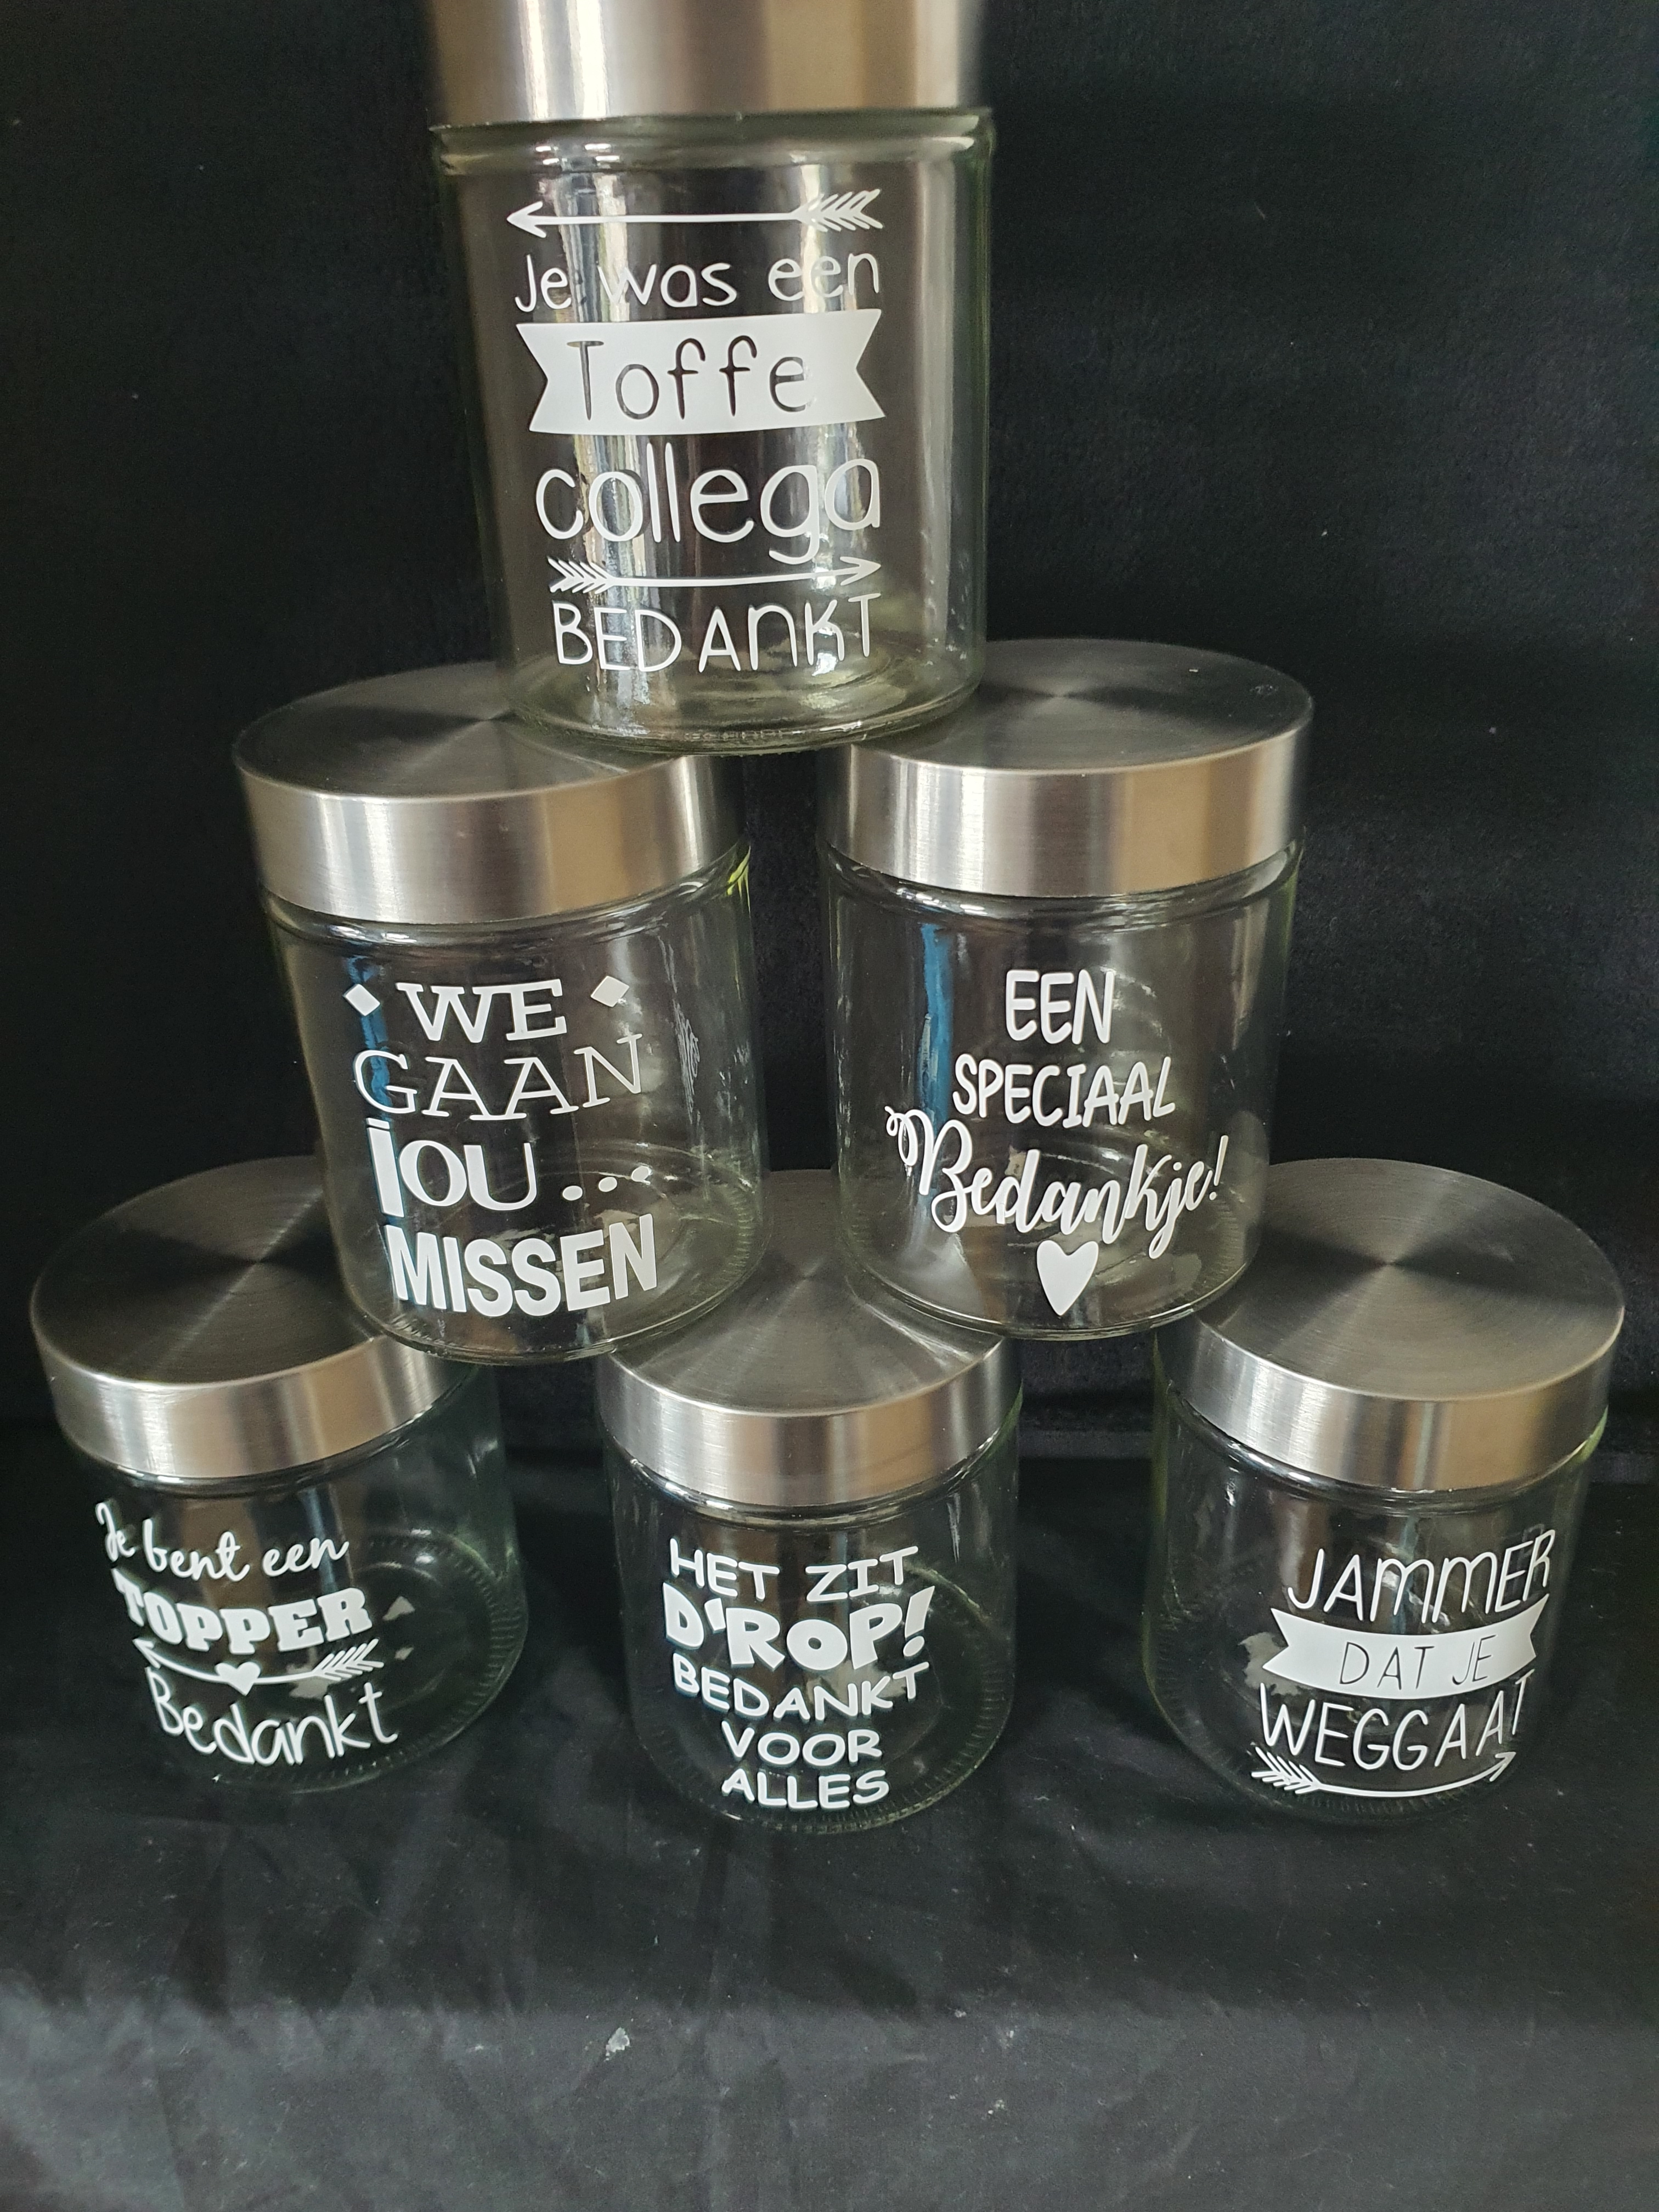 Je was een
Toffe
collega
BEDANKT
WE
GAAN
JOU...
MISSEN
EEN
SPECIAAL
Bedankje!
Je bent een
TOPPER
Bedankt
HET ZIT
D'ROP!
BEDANKT
VOOR
ALLES
JAMMER
DAT JE
WEGGAAT